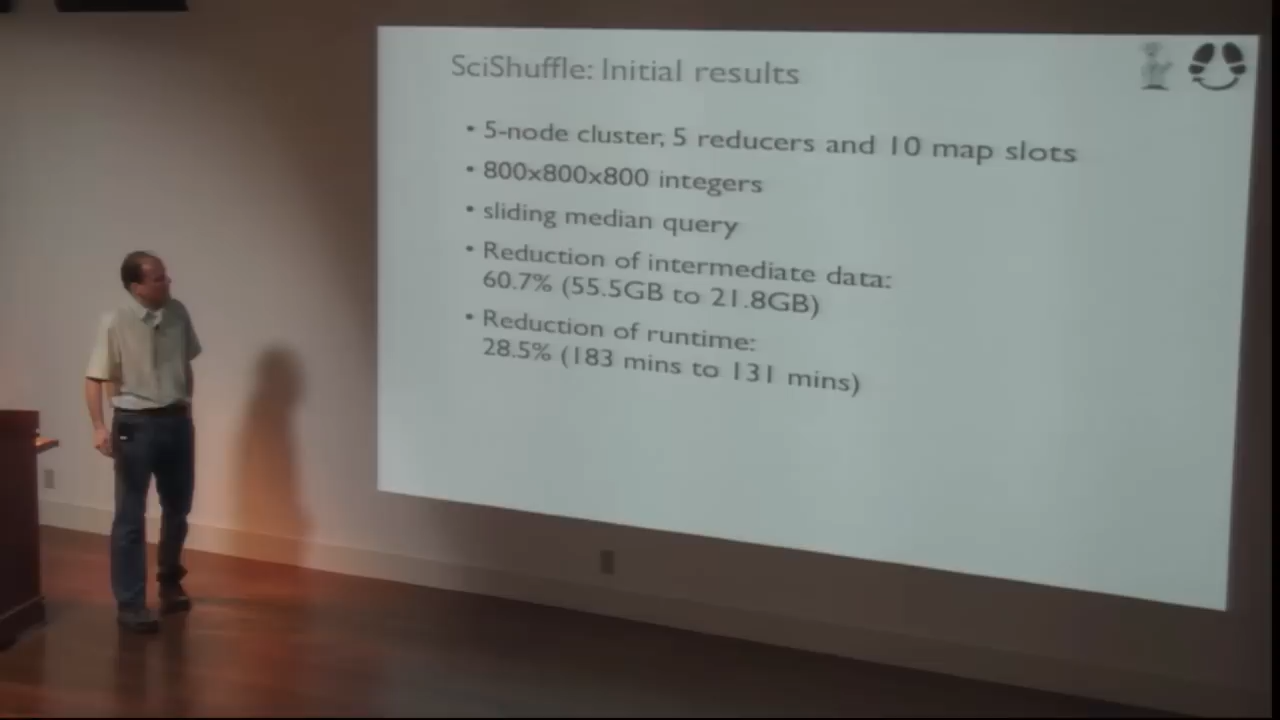 SciShuffle: Initial results
• 5-node cluster, 5 reducers and 10 map slots
• 800x800x800 integers
• sliding median query
• Reduction of intermediate data:
60.7% (55.5GB to 21.8GB)
• Reduction of runtime:
28.5% (183 mins to 131 mins)